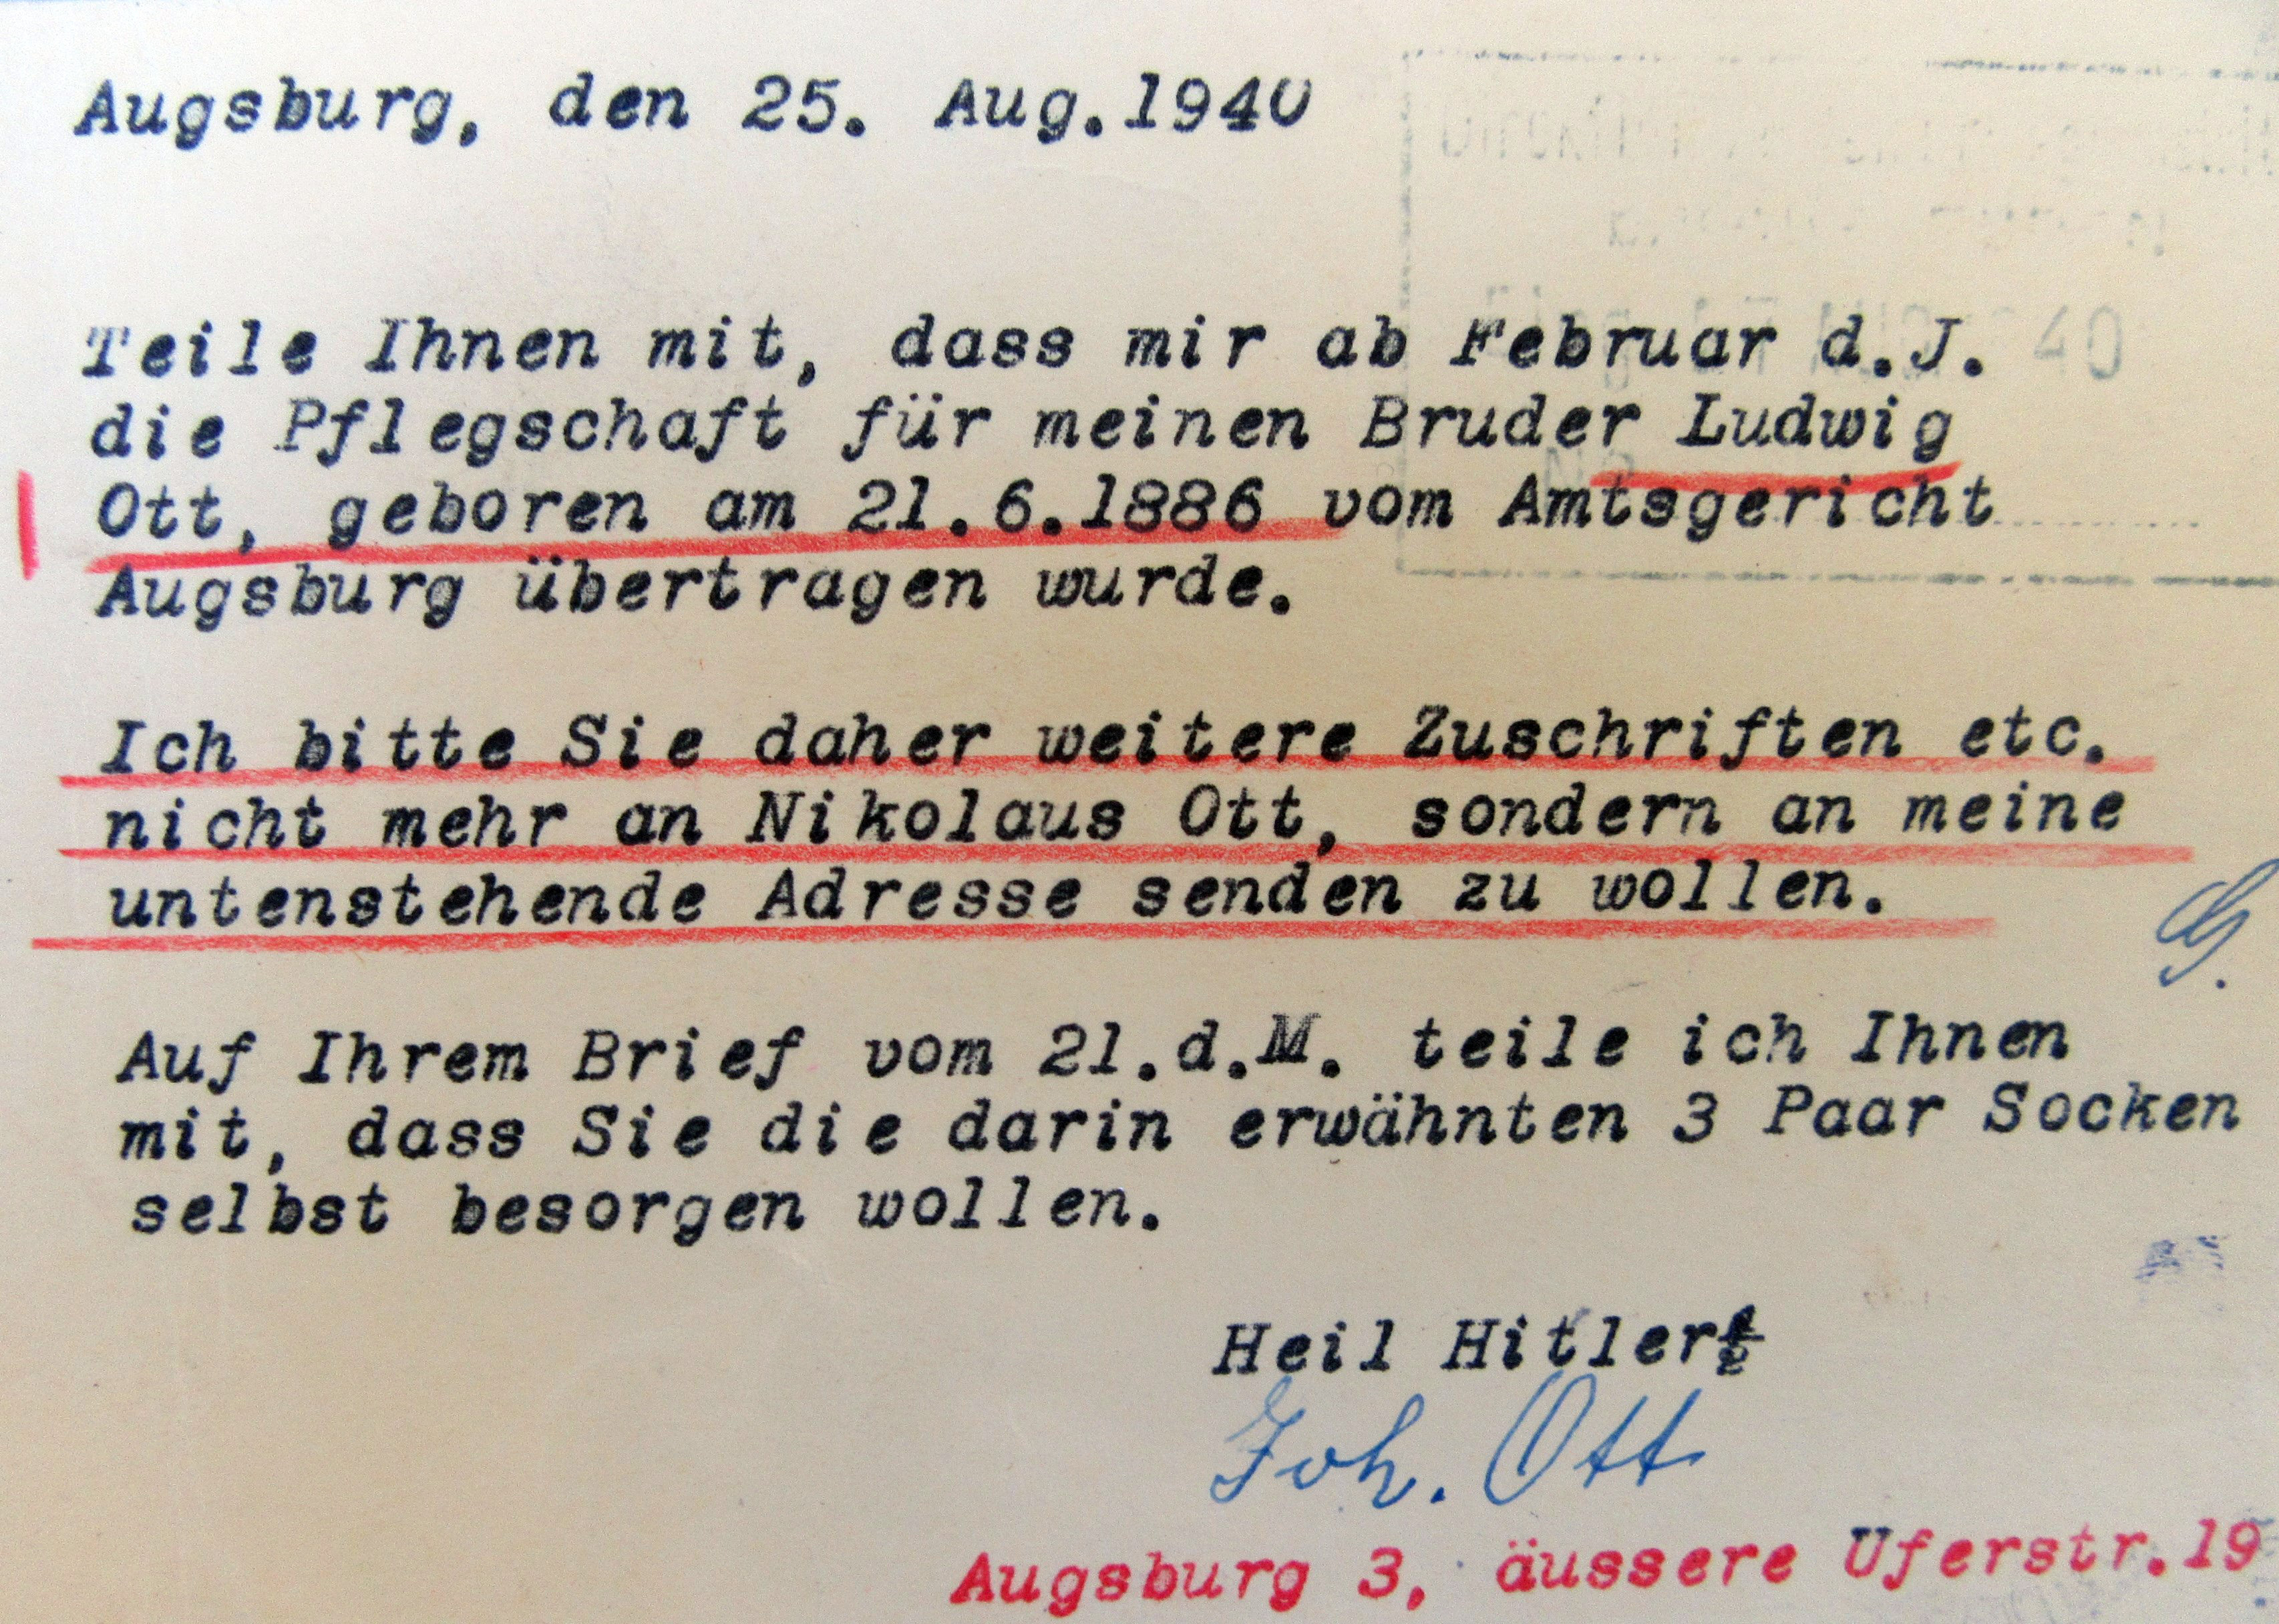 Augsburg, den 25. Aug.1940
Teile Ihnen mit, dass mir ab Februar d.J.
die Pflegschaft für meinen Bruder Ludwig
Ott, geboren am 21.6.1886 vom Amtsgericht
Augsburg übertragen wurde.
Ich bitte Sie daher weitere Zuschriften etc.
nicht mehr an Nikolaus Ott, sondern an meine
untenstehende Adresse senden zu wollen.
Auf Ihrem Brief vom 21.d.M. teile ich Ihnen
mit, dass Sie die darin erwähnten 3 Paar Socken
selbst besorgen wollen.
Heil Hitler
Joh. Ott
Augsburg 3, äussere Uferstr.19